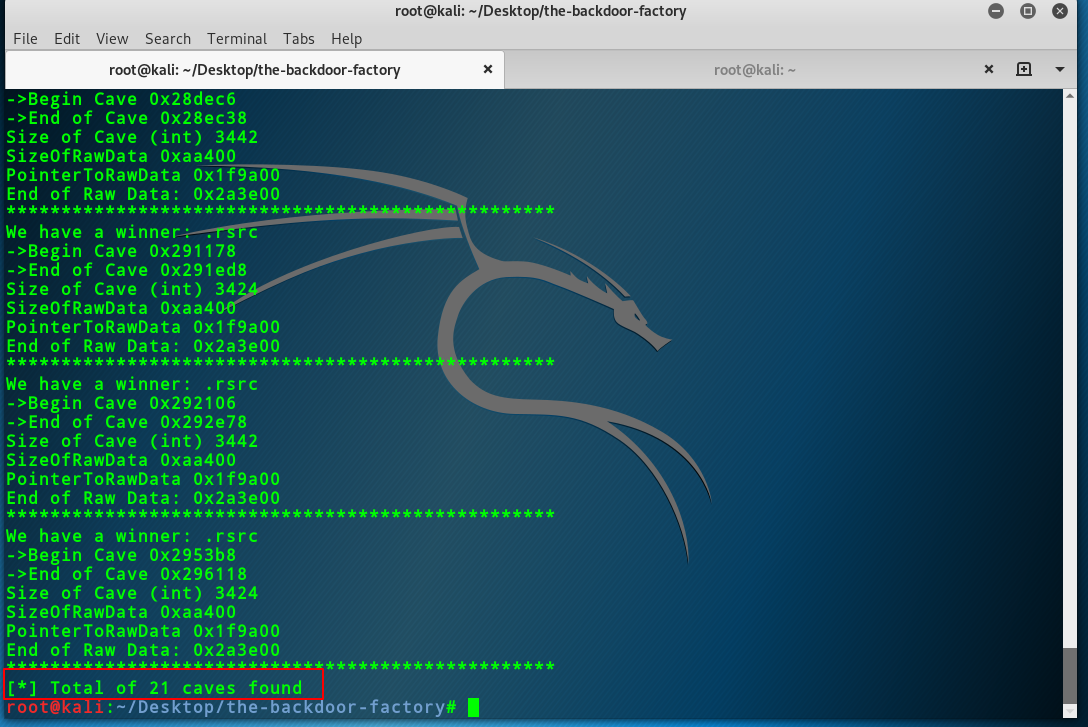 root@kali: ~/Desktop/the-backdoor-factory
File Edit View Search Terminal Tabs Help
root@kali: ~/Desktop/the-backdoor-factory
root@kali: ~
->Begin Cave 0x28dec6
->End of Cave 0x28ec38
Size of Cave (int) 3442
SizeOfRawData 0xaa400
PointerToRawData 0x1f9a00
End of Raw Data: 0x2a3e00
**************************************************
We have a winner: .rsrc
->Begin Cave 0x291178
->End of Cave 0x291ed8
Size of Cave (int) 3424
SizeOfRawData 0xaa400
PointerToRawData 0x1f9a00
End of Raw Data: 0x2a3e00
**************************************************
We have a winner: .rsrc
->Begin Cave 0x292106
->End of Cave 0x292e78
Size of Cave (int) 3442
SizeOfRawData 0xaa400
PointerToRawData 0x1f9a00
End of Raw Data: 0x2a3e00
**************************************************
We have a winner: .rsrc
->Begin Cave 0x2953b8
->End of Cave 0x296118
Size of Cave (int) 3424
SizeOfRawData 0xaa400
PointerToRawData 0x1f9a00
End of Raw Data: 0x2a3e00
**************************************************
[*] Total of 21 caves found
root@kali:~/Desktop/the-backdoor-factory#